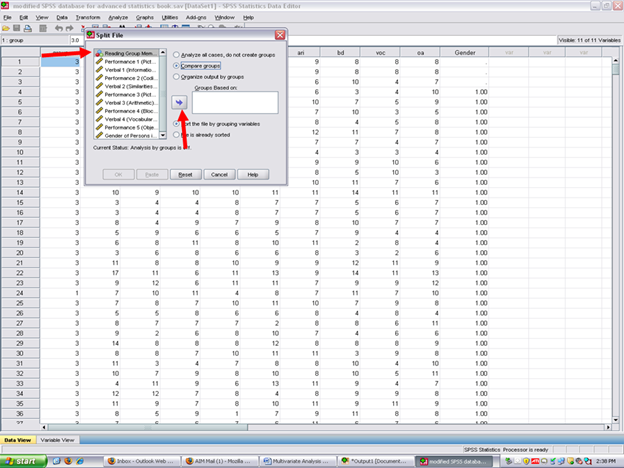 modified SPSS database for advanced statistics book.sav [DataSet1] - SPSS Statistics Data Editor
File Edit View Data Transform Analyze Graphs Utilities Add-ons Window Help
1 : group 3.0 Visible: 11 of 11 Variables
ari bd voc oa Gender var var var
Split File
Reading Group Mem...
Performance 1 (Pict...
Verbal 1 (Informatio...
Performance 2 (Codi...
Verbal 2 (Similarities...
Performance 3 (Pict...
Verbal 3 (Arithmetic)...
Performance 4 (Bloc...
Verbal 4 (Vocabular...
Performance 5 (Obje...
Gender of Persons i...
Analyze all cases, do not create groups
Compare groups
Organize output by groups
Groups Based on:
Sort the file by grouping variables
File is already sorted
Current Status: Analysis by groups is off.
OK Paste Reset Cancel Help
1 3 9 8 8 8 .
2 3
3 3 6 10 4 7 .
4 3 6 4 3 4 1.00
5 3 10 7 5 9 1.00
6 3 7 10 3 5 1.00
7 3 8 4 5 8 1.00
8 3 12 11 7 8 1.00
9 3 7 7 4 7 1.00
10 3 4 3 3 4 1.00
11 3 9 9 10 6 1.00
12 3 8 5 10 3 1.00
13 3 10 11 7 6 1.00
14 3 10 9 10 11 11 14 11 11 1.00
15 3 3 4 4 8 7 5 6 7 1.00
16 3 3 4 4 7 7 5 6 7 1.00
17 3 8 4 9 7 9 8 10 7 7 1.00
18 3 5 9 6 6 5 7 9 4 4 1.00
19 3 6 8 11 10 11 2 8 4 1.00
20 3 3 6 8 6 6 8 3 2 6 1.00
21 3 11 8 8 10 9 9 12 11 9 1.00
22 3 17 11 6 11 13 9 14 11 13 1.00
23 3 9 12 6 11 11 7 9 9 11 1.00
24 1 7 10 11 4 8 7 11 7 10 1.00
25 3 7 8 7 10 11 10 7 9 8 1.00
26 3 5 5 8 6 6 8 4 5 8 1.00
27 3 8 7 7 7 2 8 8 6 11 1.00
28 3 9 2 6 8 10 7 4 6 6 1.00
29 3 14 8 8 8 12 8 8 8 9 1.00
30 3 8 8 7 10 11 11 3 9 8 1.00
31 3 11 3 4 7 8 8 10 4 10 1.00
32 3 10 8 7 9 10 10 7 5 11 1.00
33 3 4 11 9 6 13 11 9 4 7 1.00
34 3 12 12 7 8 4 8 9 7 9 1.00
35 3 11 9 7 8 10 11 9 11 9 1.00
36 3 8 5 1 7 9 11 9 7 1.00
Data View Variable View
SPSS Statistics Processor is ready
start Inbox - Outlook Web ... AIM Mail (1) - Mozilla ... Multivariate Analysis ... *Output1 [Document... modified SPSS databa... 2:38 PM